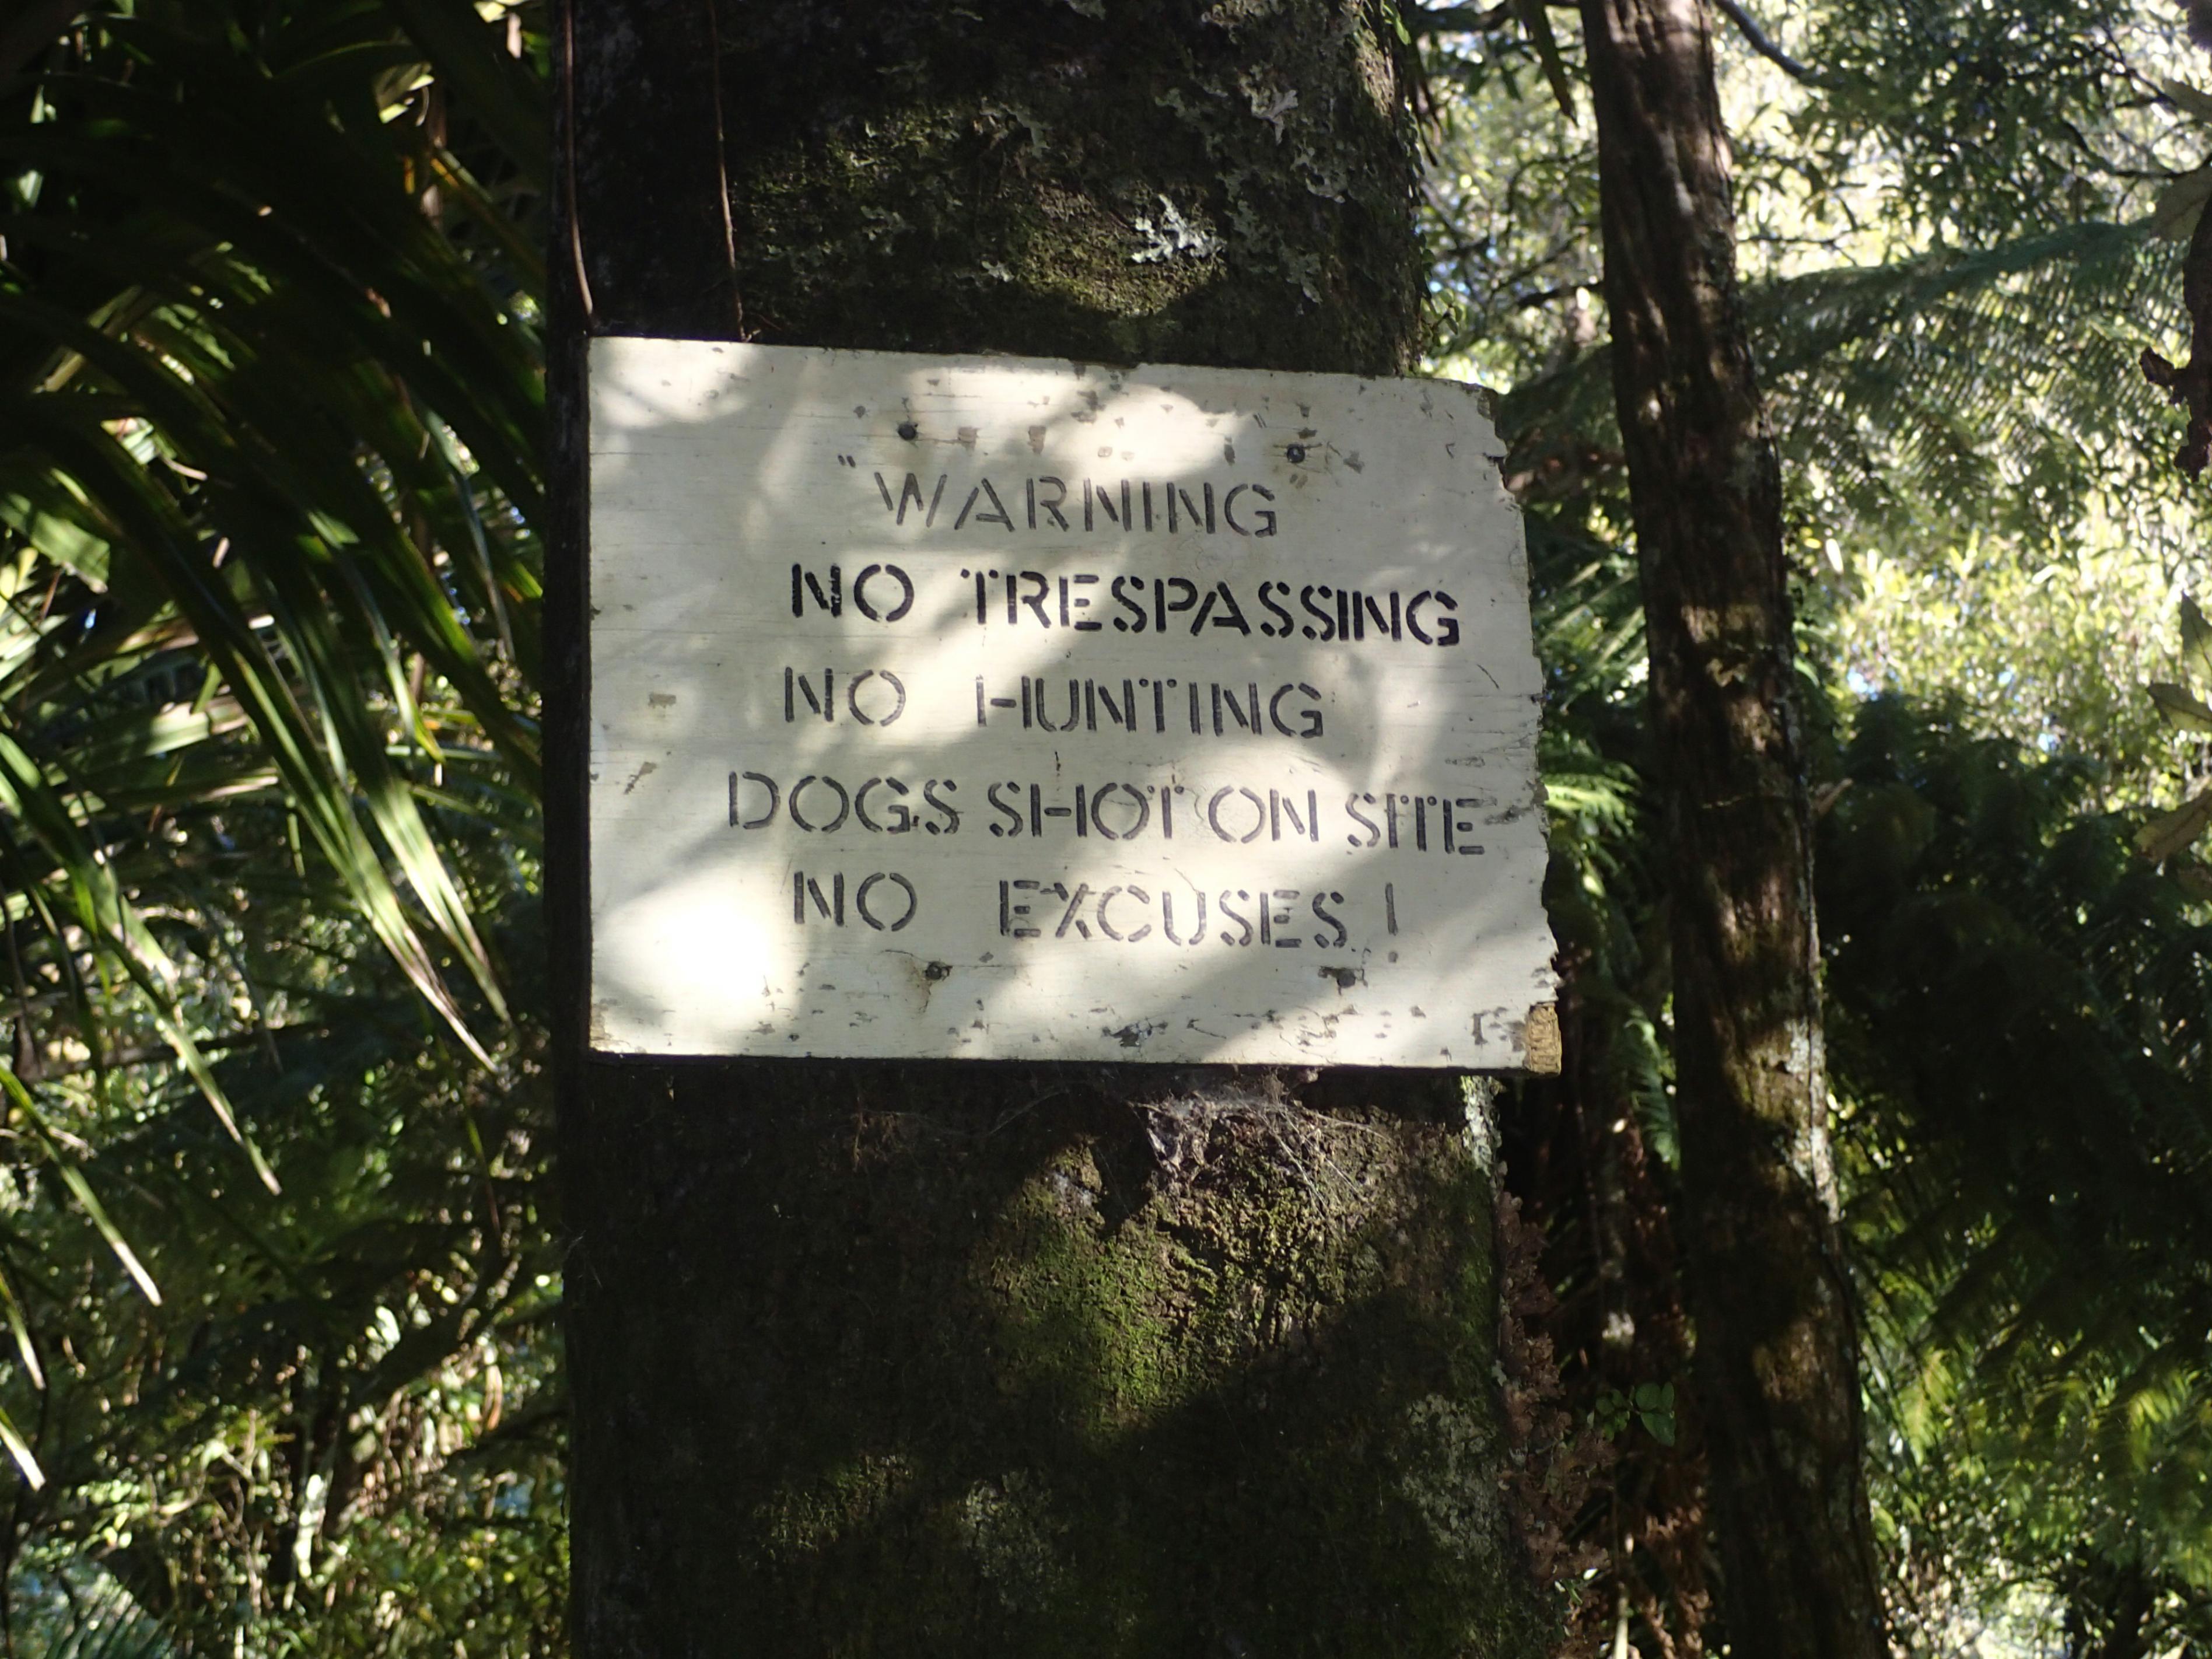 "WARNING
NO TRESPASSING
NO HUNTING
DOGS SHOT ON SITE
NO EXCUSES!